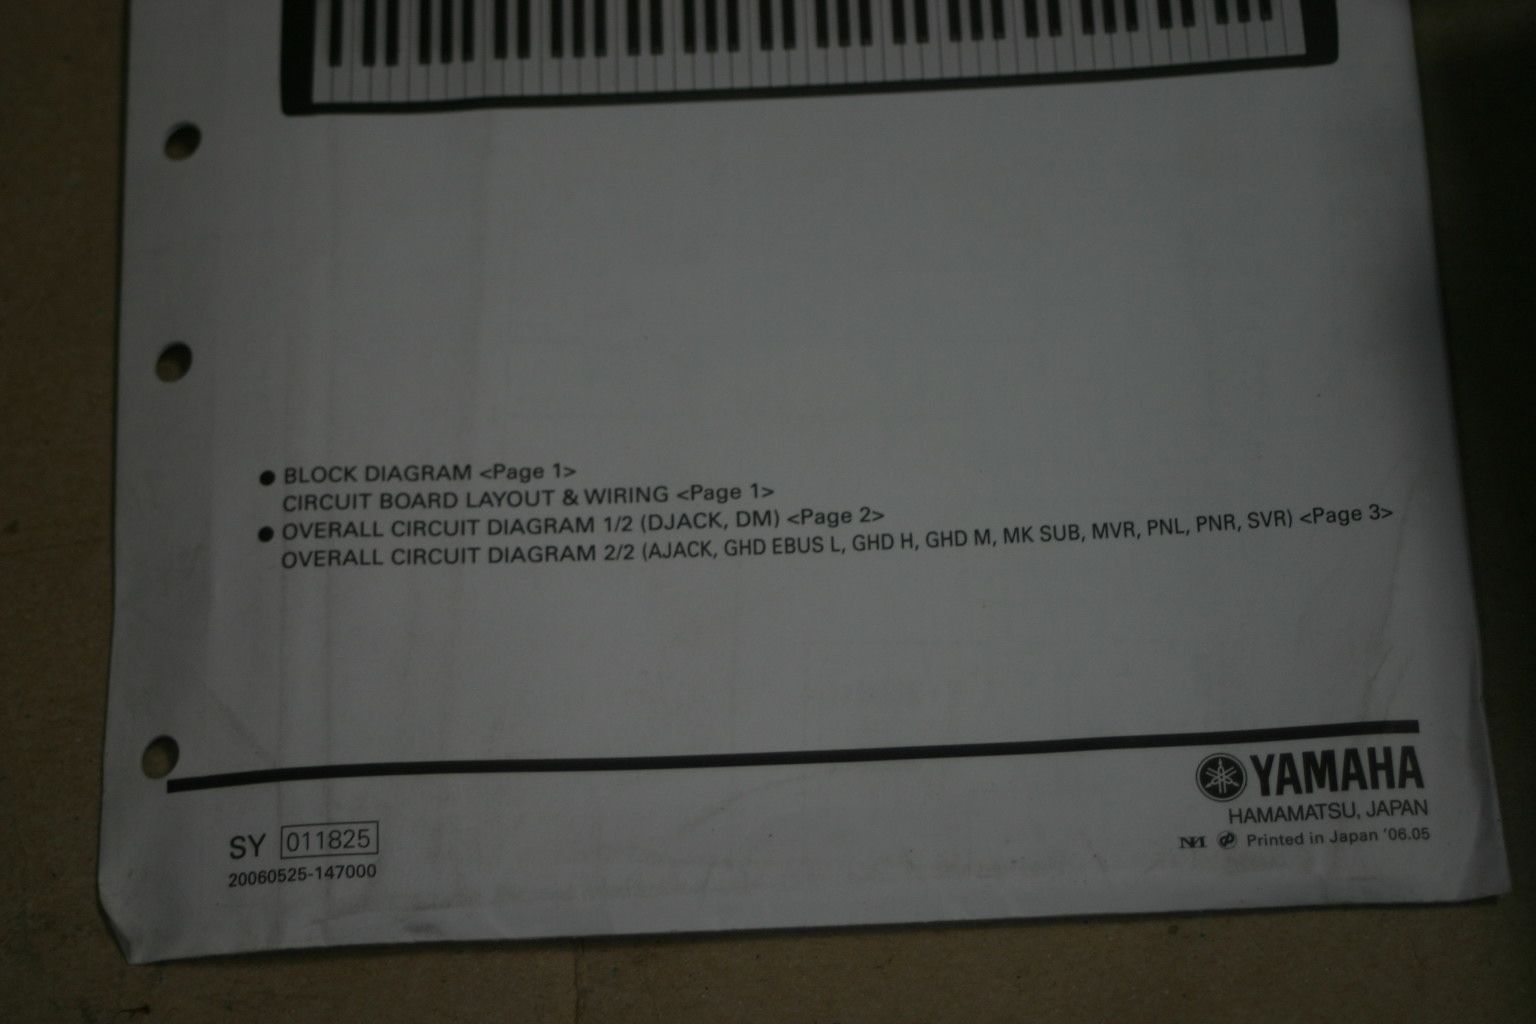 ● BLOCK DIAGRAM <Page 1>
CIRCUIT BOARD LAYOUT & WIRING <Page 1>
● OVERALL CIRCUIT DIAGRAM 1/2 (DJACK, DM) <Page 2>
OVERALL CIRCUIT DIAGRAM 2/2 (AJACK, GHD EBUS L, GHD H, GHD M, MK SUB, MVR, PNL, PNR, SVR) <Page 3>
YAMAHA
HAMAMATSU, JAPAN
Printed in Japan '06.05
SY 011825
20060525-147000